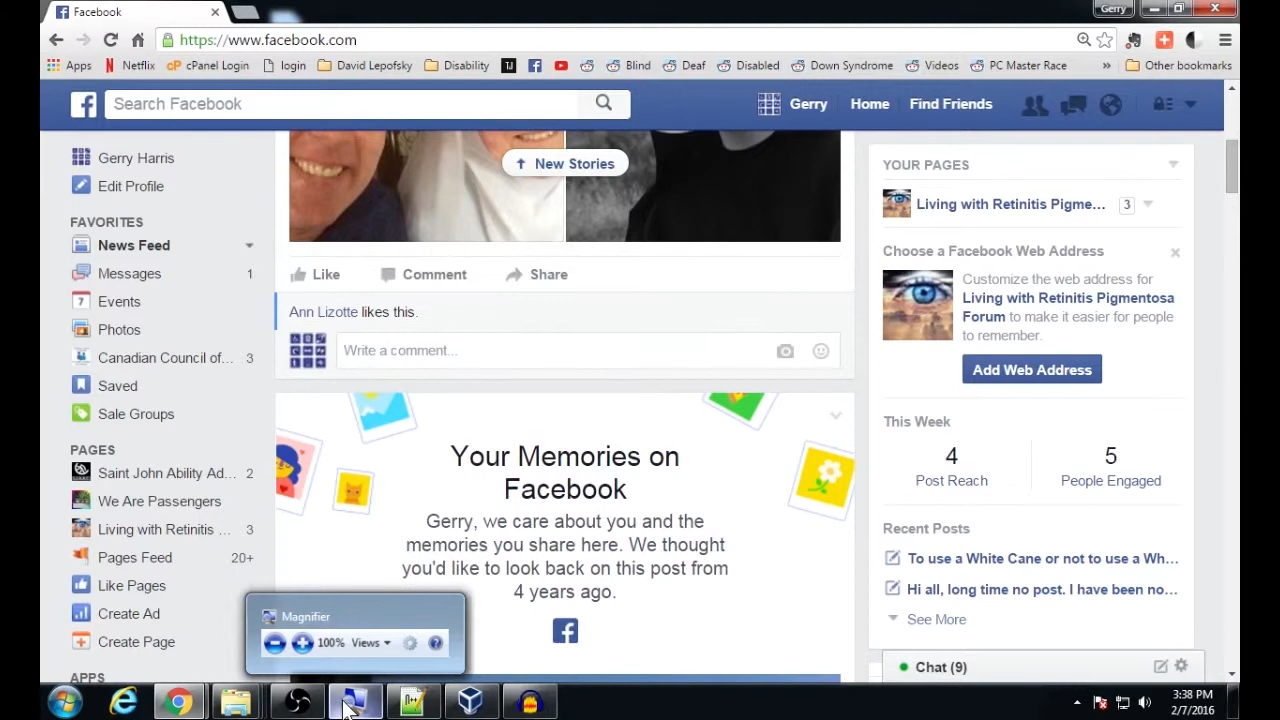 Facebook
Gerry
https://www.facebook.com
Apps
Netflix
cP cPanel Login
login
David Lepofsky
Disability
TJ
Blind
Deaf
Disabled
Down Syndrome
Videos
PC Master Race
»
Other bookmarks
Search Facebook
Gerry
Home
Find Friends
Gerry Harris
Edit Profile
FAVORITES
News Feed
Messages 1
7 Events
Photos
Canadian Council of... 3
Saved
Sale Groups
PAGES
Saint John Ability Ad... 2
We Are Passengers
Living with Retinitis ... 3
Pages Feed 20+
Like Pages
Create Ad
Create Page
APPS
New Stories
Like Comment Share
Ann Lizotte likes this.
Write a comment...
Your Memories on
Facebook
Gerry, we care about you and the
memories you share here. We thought
you'd like to look back on this post from
4 years ago.
YOUR PAGES
Living with Retinitis Pigme... 3
Choose a Facebook Web Address
Customize the web address for
Living with Retinitis Pigmentosa
Forum to make it easier for people
to remember.
Add Web Address
This Week
4 5
Post Reach People Engaged
Recent Posts
To use a White Cane or not to use a Wh...
Hi all, long time no post. I have been no...
See More
Chat (9)
Magnifier
100% Views
3:38 PM
2/7/2016